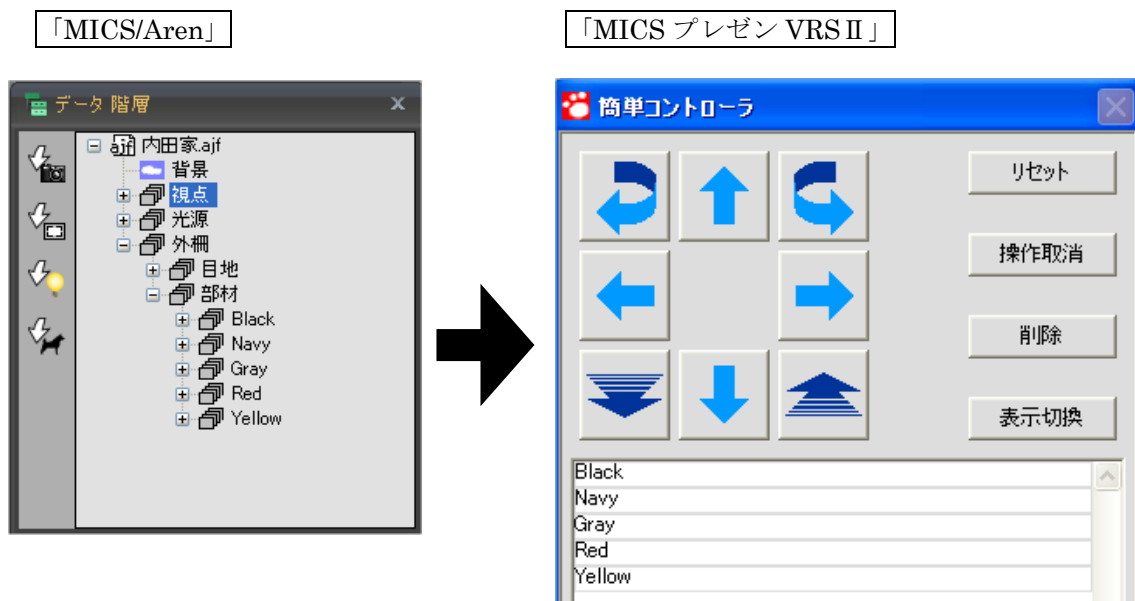 「MICS/Aren」
「MICS プレゼン VRSⅡ」
データ 階層
内田家.ajf
背景
視点
光源
外柵
目地
部材
Black
Navy
Gray
Red
Yellow
簡単コントローラ
リセット
操作取消
削除
表示切換
Black
Navy
Gray
Red
Yellow